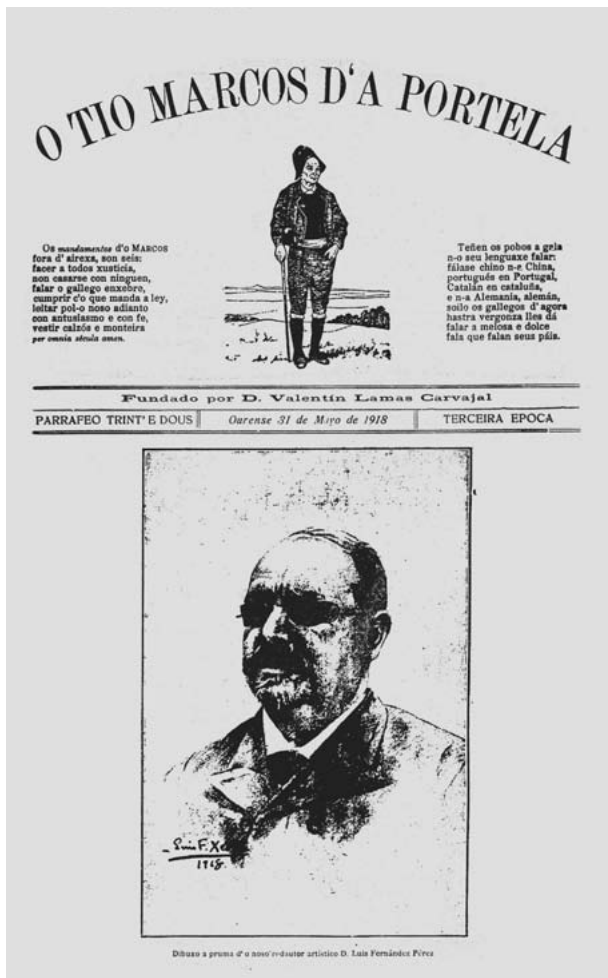 O TIO MARCOS D'A PORTELA
Os mandamentos d'o MARCOS
fora d' airexa, son seis:
facer a todos xusticia,
non casarse con ninguen,
falar o gallego enxebre,
cumprir c'o que manda a ley,
loitar pol-o noso adianto
con antusiasmo e con fe,
vestir calzós e monteira
per omnia sécula amen.
Teñen os pobos a gala
n-o seu lenguaxe falar:
fálase chino n-a China,
portugués en Portugal,
Catalán en cataluña,
e n-a Alemania, alemán,
soilo os gallegos d' agora
hastra vergonza lles dá
falar a melosa e dolce
fala que falan seus páis.
Fundado por D. Valentin Lamas Carvajal
PARRAFEO TRINT' E DOUS
Ourense 31 de Mayo de 1918
TERCEIRA EPOCA
Luis F.
1918.
Dibuxo a pruma d' o noso redautor artístico D. Luis Fernández Pérez